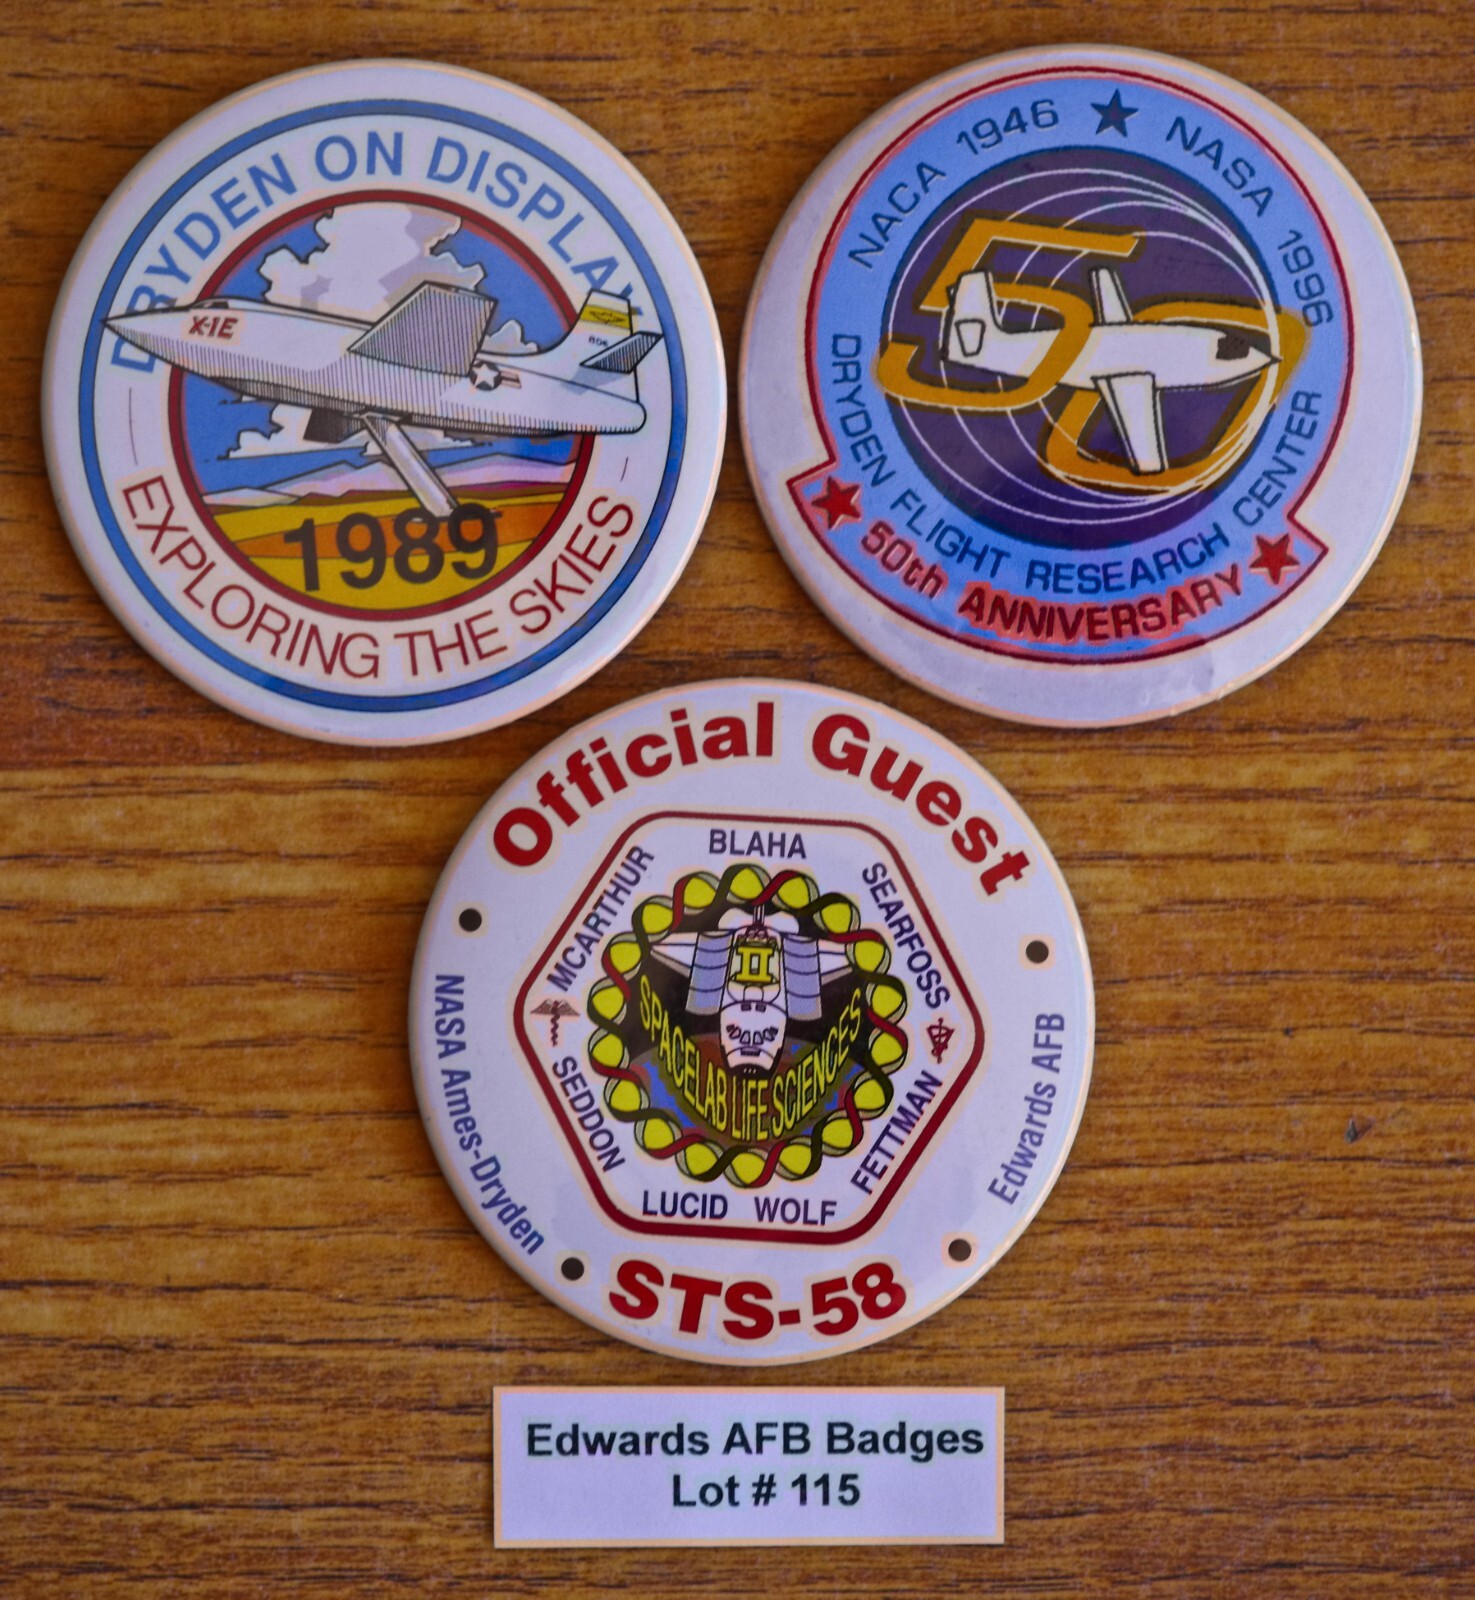 DRYDEN ON DISPLAY
X-1E
1989
EXPLORING THE SKIES
NACA 1946 ★ NASA 1996
50
DRYDEN FLIGHT RESEARCH CENTER
★ 50th ANNIVERSARY ★
Official Guest
BLAHA
MCARTHUR
SEARFOSS
II
SPACELAB LIFE SCIENCES
SEDDON
FETTMAN
LUCID WOLF
NASA Ames-Dryden
Edwards AFB
STS-58
Edwards AFB Badges
Lot # 115